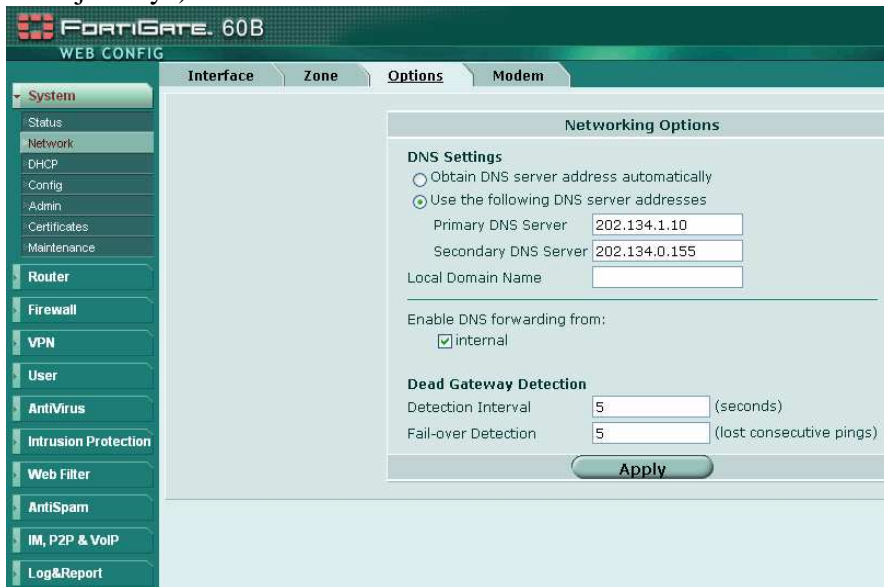 FORTIGATE. 60B
WEB CONFIG
Interface Zone Options Modem
System
Status
Network
DHCP
Config
Admin
Certificates
Maintenance
Router
Firewall
VPN
User
AntiVirus
Intrusion Protection
Web Filter
AntiSpam
IM, P2P & VoIP
Log&Report
Networking Options
DNS Settings
Obtain DNS server address automatically
Use the following DNS server addresses
Primary DNS Server 202.134.1.10
Secondary DNS Server 202.134.0.155
Local Domain Name
Enable DNS forwarding from:
internal
Dead Gateway Detection
Detection Interval 5 (seconds)
Fail-over Detection 5 (lost consecutive pings)
Apply